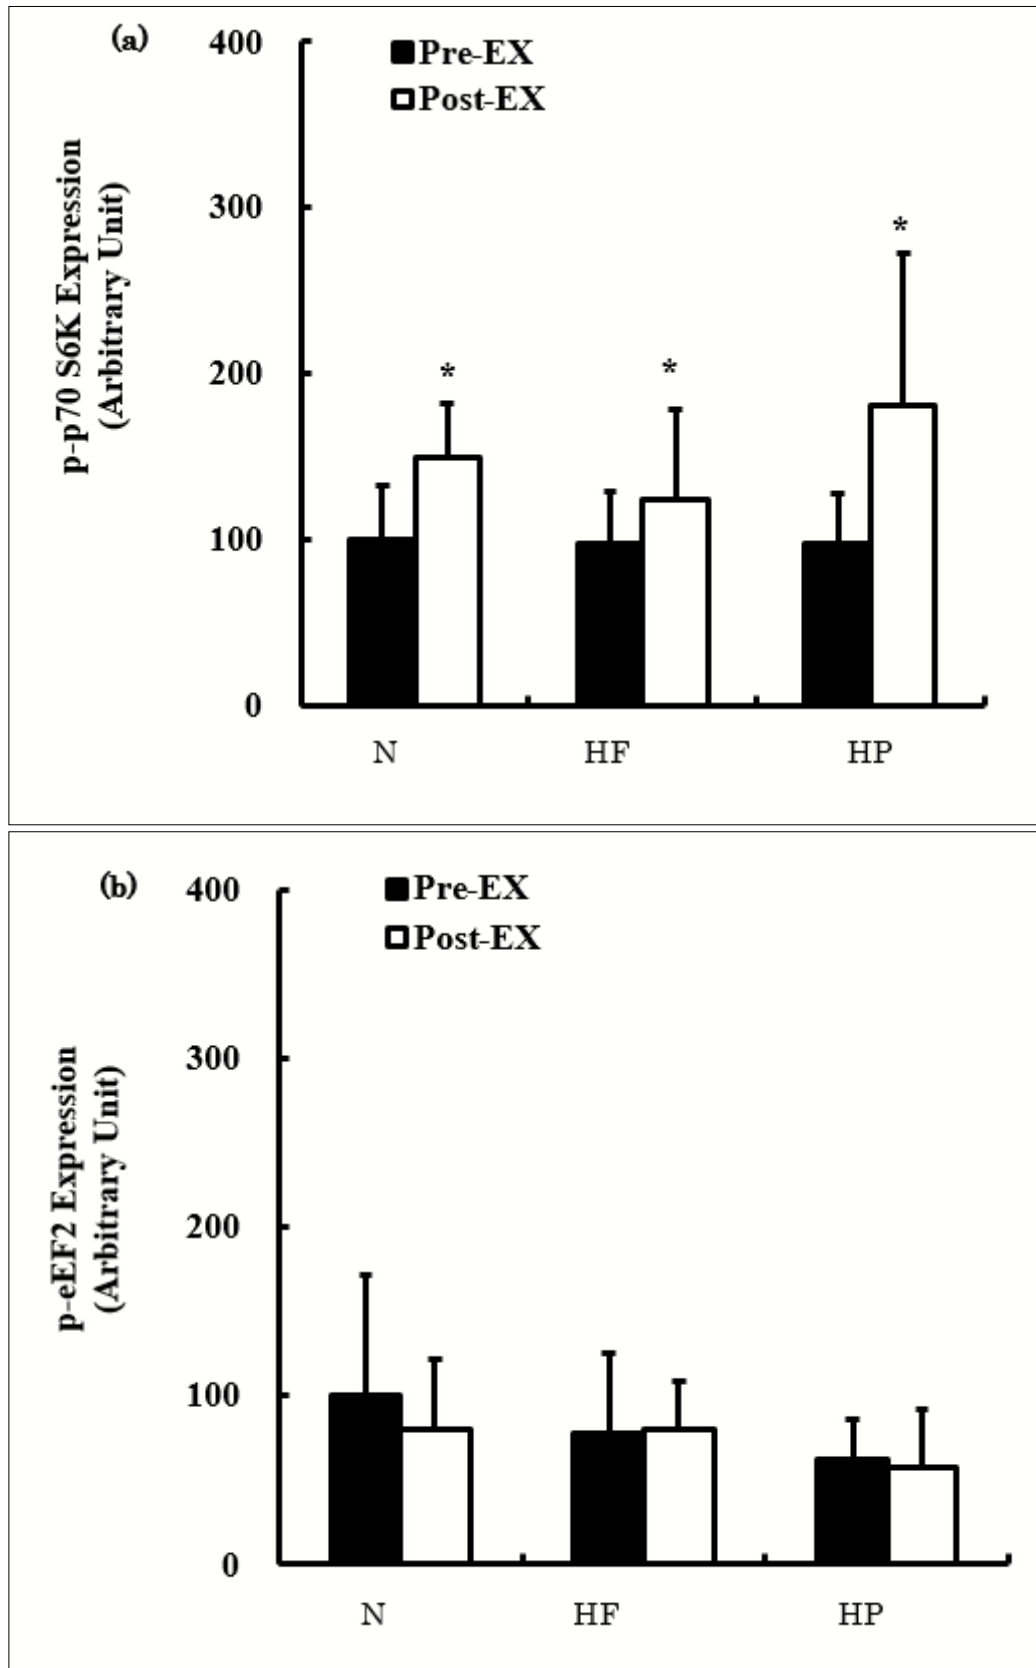 (a)
400
300
200
100
0
p-p70 S6K Expression
(Arbitrary Unit)
Pre-EX
Post-EX
*
*
*
N
HF
HP
(b)
400
300
200
100
0
p-eEF2 Expression
(Arbitrary Unit)
Pre-EX
Post-EX
N
HF
HP